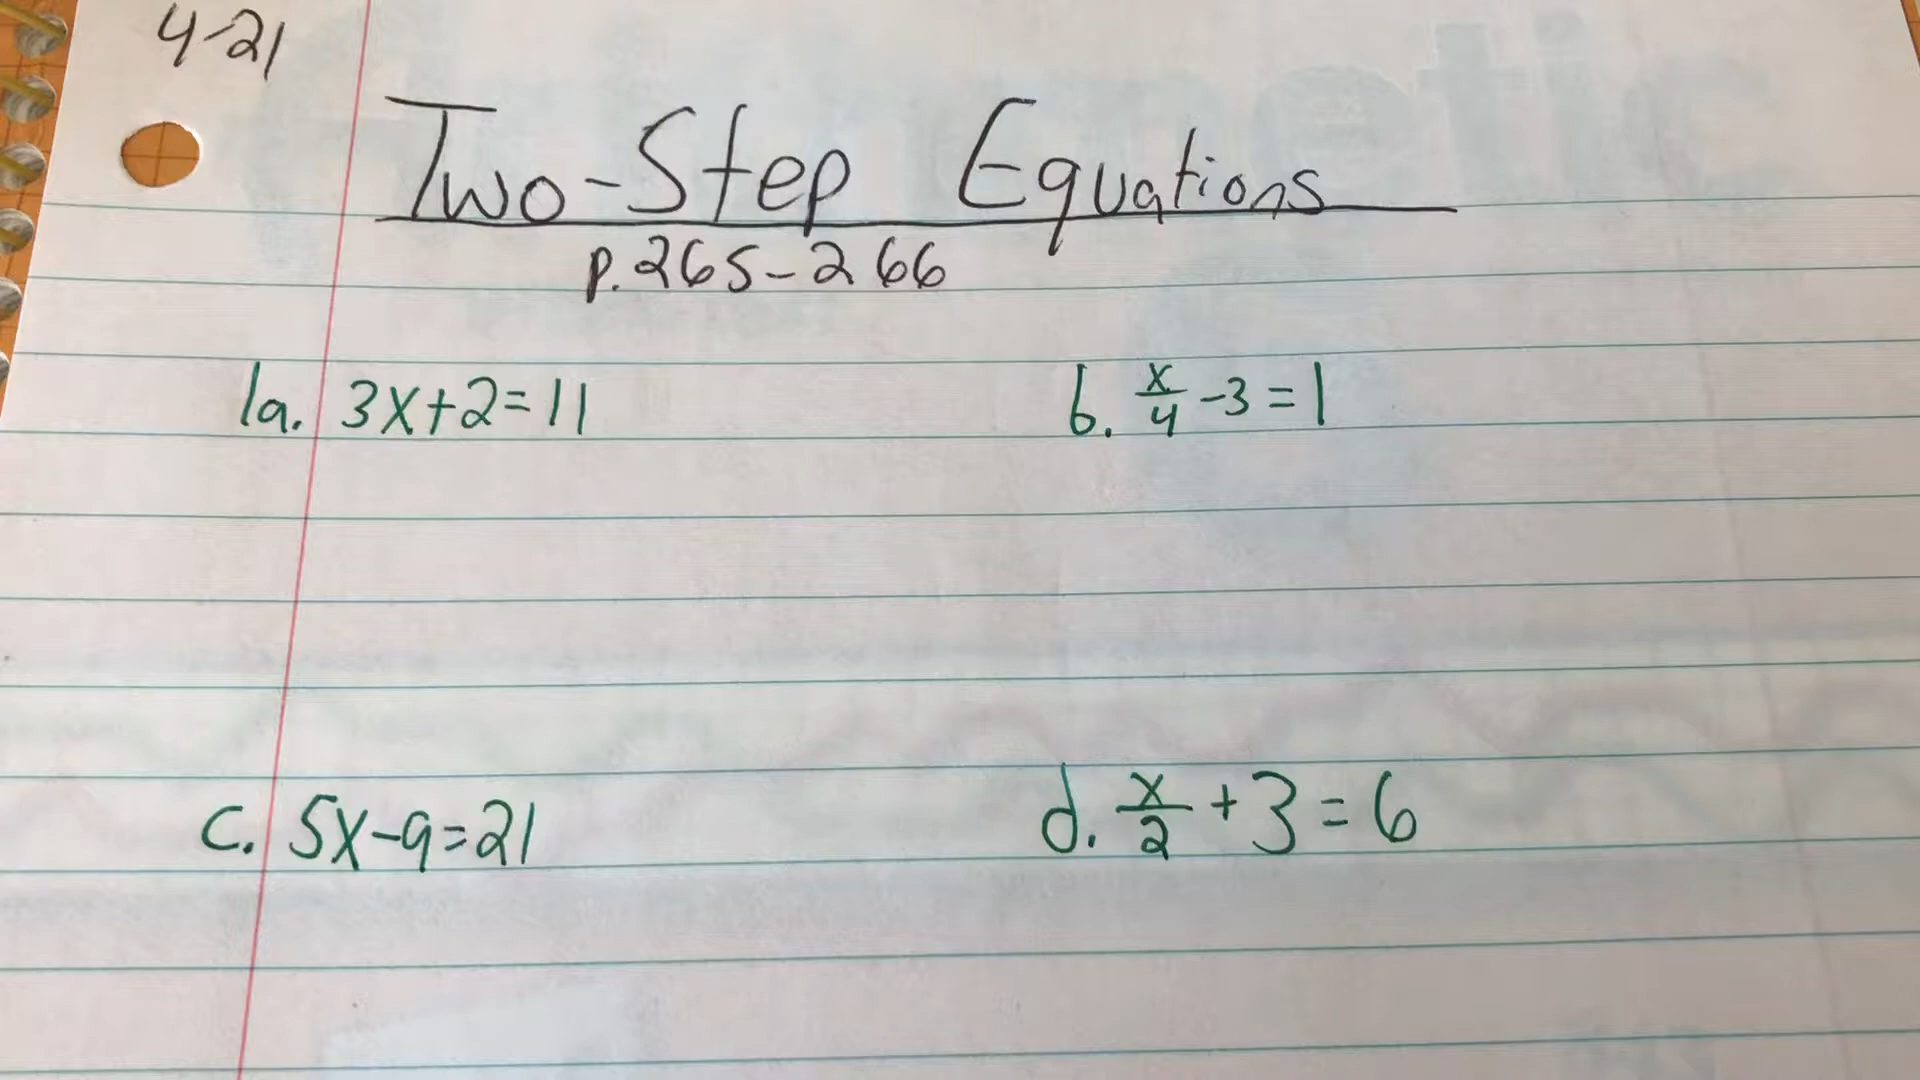 4-21
Two-Step Equations
p. 265-266
1a. 3x+2=11
b. x/4 -3=1
c. 5x-9=21
d. x/2 +3=6